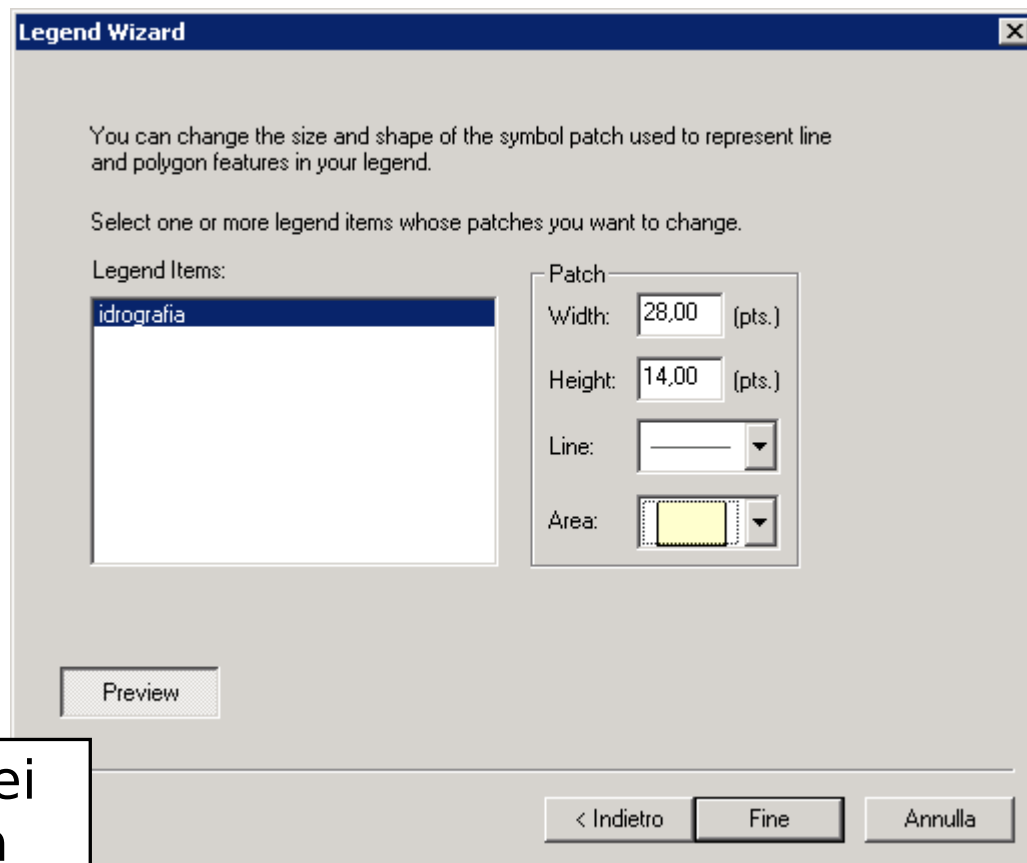 Legend Wizard
You can change the size and shape of the symbol patch used to represent line
and polygon features in your legend.
Select one or more legend items whose patches you want to change.
Legend Items:
idrografia
Patch
Width: 28,00 (pts.)
Height: 14,00 (pts.)
Line:
Area:
Preview
ei
< Indietro Fine Annulla